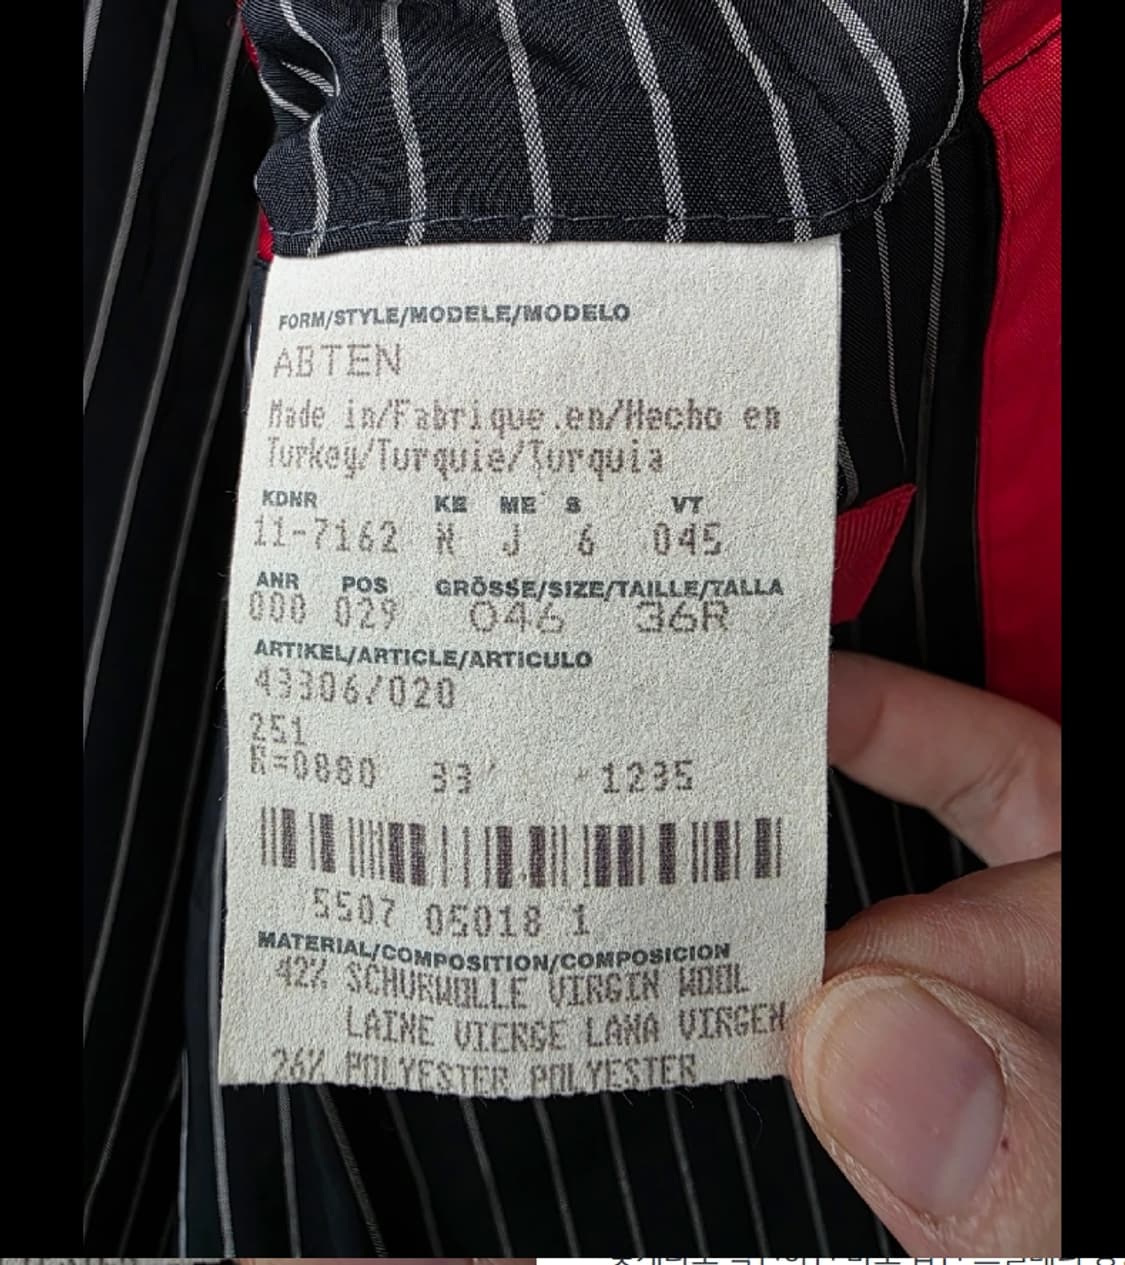 FORM/STYLE/MODELE/MODELO
ABTEN
Made in/Fabrique.en/Hecho en
Turkey/Turquie/Turquia
KDNR KE ME S VT
11-7162 N J 6 045
ANR POS GRÖSSE/SIZE/TAILLE/TALLA
000 029 046 36R
ARTIKEL/ARTICLE/ARTICULO
49306/020
251
R=0880 33 1235
5507 05018 1
MATERIAL/COMPOSITION/COMPOSICION
42% SCHURWOLLE VIRGIN WOOL
LAINE VIERGE LANA VIRGEN
26% POLYESTER POLYESTER